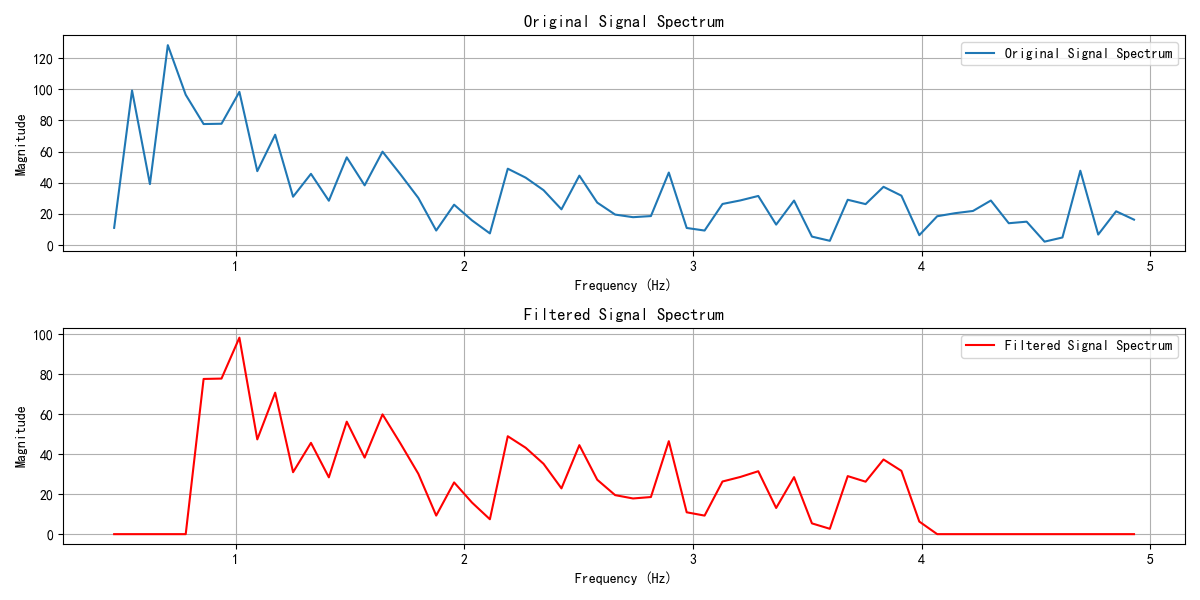 Original Signal Spectrum
Original Signal Spectrum
Magnitude
120
100
80
60
40
20
0
1
2
3
4
5
Frequency (Hz)
Filtered Signal Spectrum
Filtered Signal Spectrum
Magnitude
100
80
60
40
20
0
1
2
3
4
5
Frequency (Hz)